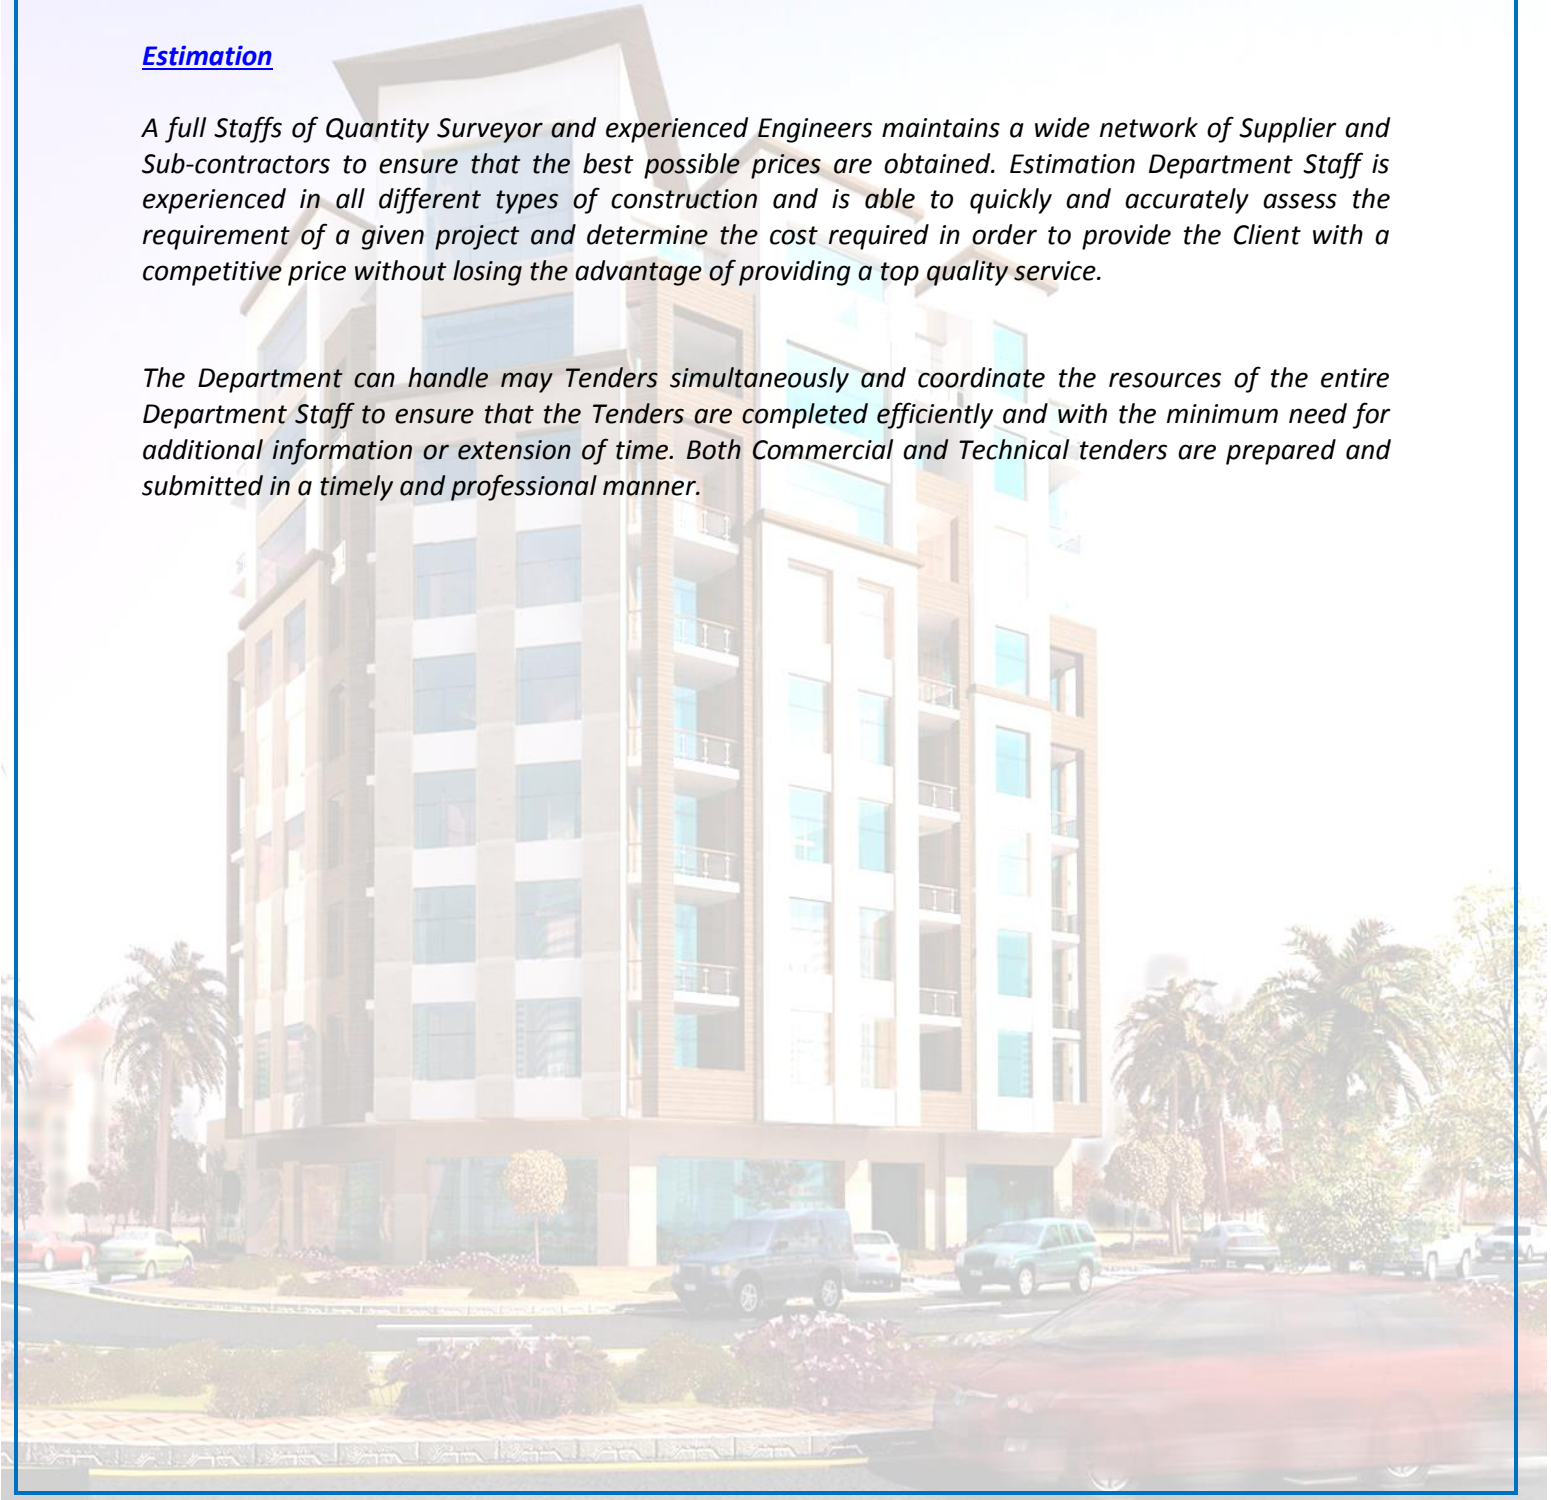 Estimation
A full Staffs of Quantity Surveyor and experienced Engineers maintains a wide network of Supplier and
Sub-contractors to ensure that the best possible prices are obtained. Estimation Department Staff is
experienced in all different types of construction and is able to quickly and accurately assess the
requirement of a given project and determine the cost required in order to provide the Client with a
competitive price without losing the advantage of providing a top quality service.
The Department can handle may Tenders simultaneously and coordinate the resources of the entire
Department Staff to ensure that the Tenders are completed efficiently and with the minimum need for
additional information or extension of time. Both Commercial and Technical tenders are prepared and
submitted in a timely and professional manner.